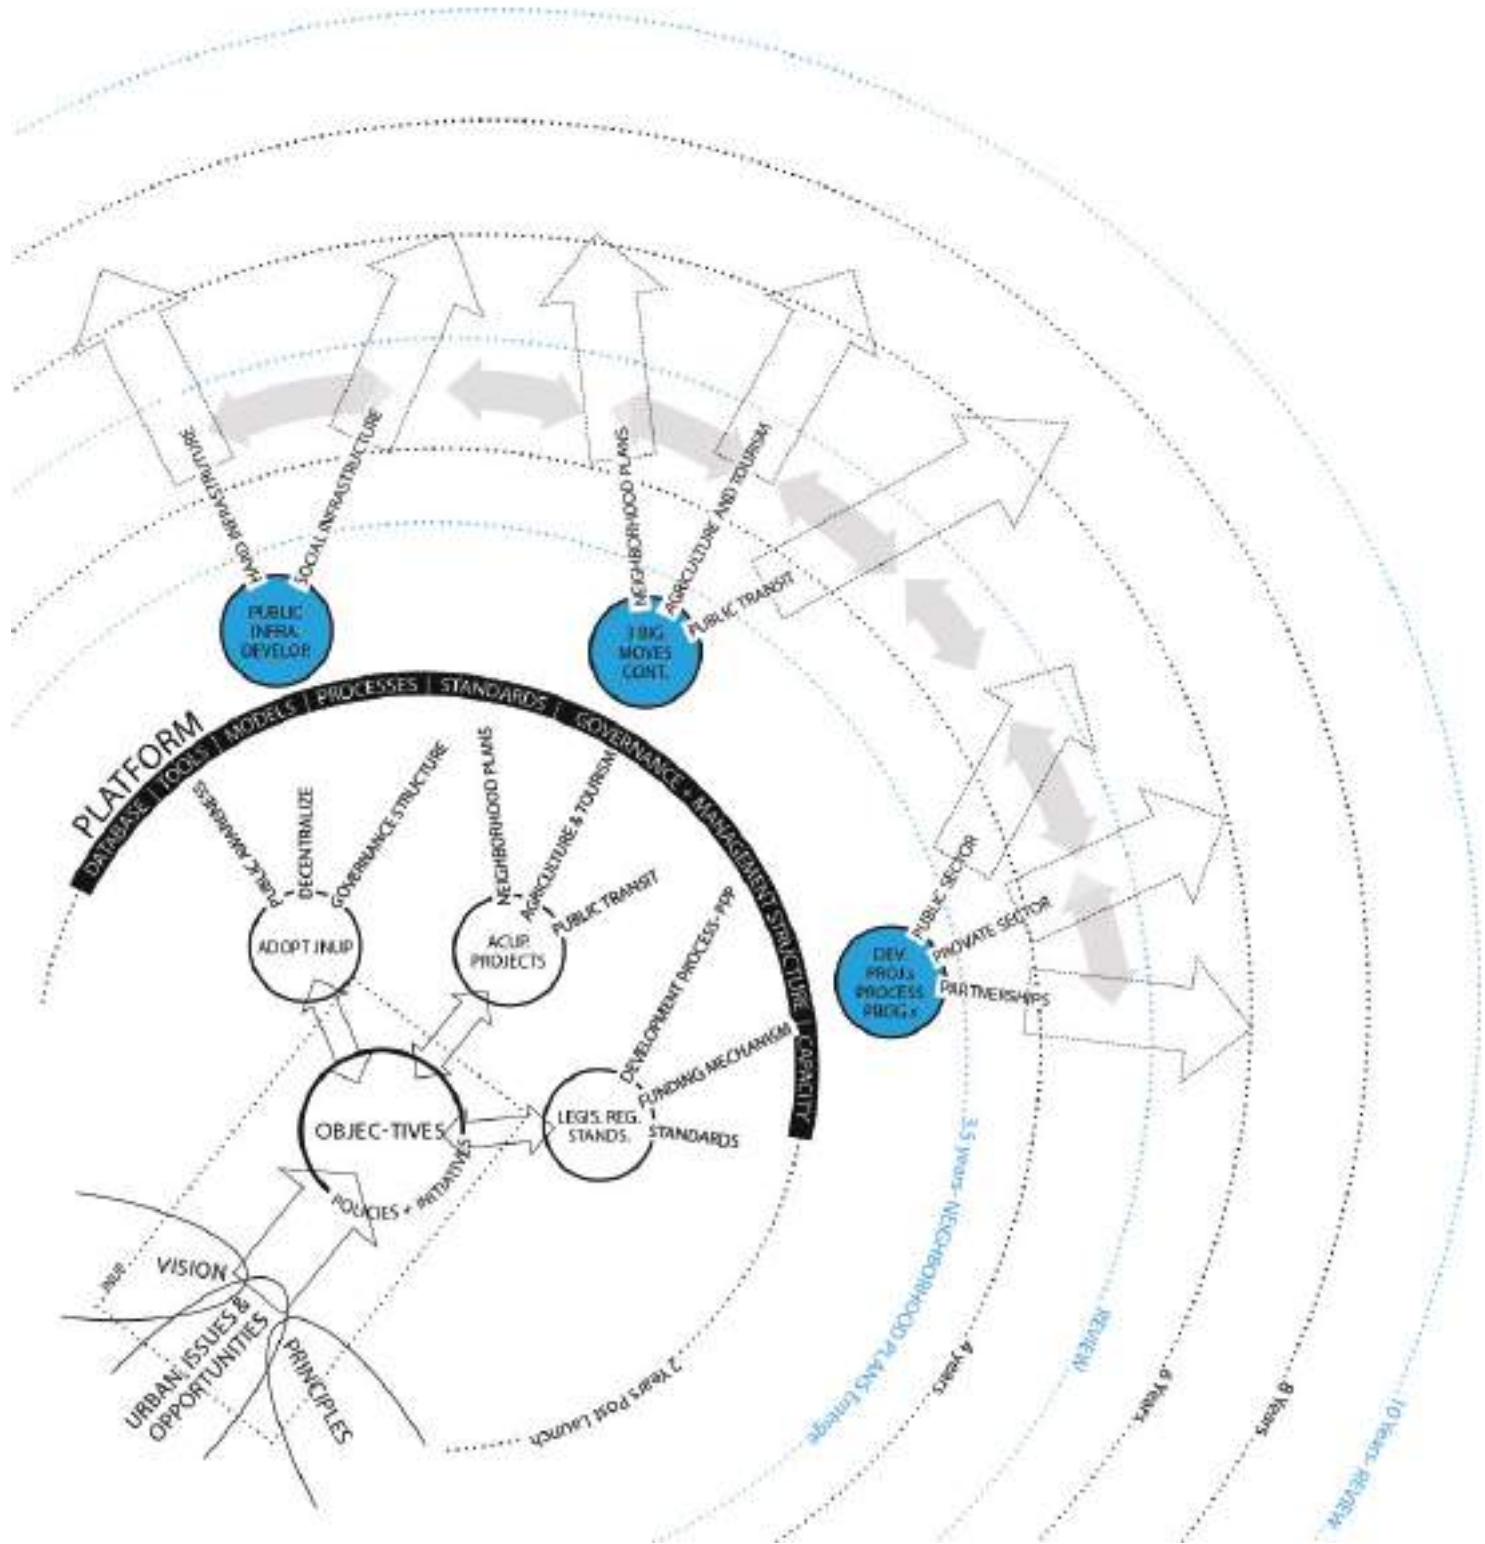 HARD INFRASTRUTURE
SOCIAL INFRASTRUCTURE
PUBLIC
INFRA.
DEVELOP.
NEIGHBORHOOD PLANS
AGRICULTURE AND TOURISM
PUBLIC TRANSIT
3 BIG
MOVES
CONT.
PLATFORM
DATABASE | TOOLS | MODELS | PROCESSES | STANDARDS | GOVERNANCE + MANAGEMENT STRUCTURE | CAPACITY
PUBLIC AWARENESS
DECENTRALIZE
GOVERNANCE STRUCTURE
ADOPT JNUP
NEIGHBORHOOD PLANS
AGRICULTURE & TOURISM
PUBLIC TRANSIT
ACUP.
PROJECTS
DEVELOPMENT PROCESS- PPP
FUNDING MECHANISM
STANDARDS
LEGIS. REG.
STANDS.
PUBLIC SECTOR
PROVATE SECTOR
PARTNERSHIPS
DEV.
PROJ.s
PROCESS
PROG.s
OBJEC-TIVES
POLICIES + INITIATIVES
JNUP
VISION
URBAN: ISSUES &
OPPORTUNITIES
PRINCIPLES
2 Years Post Launch
3.5 years- NEIGHBORHOOD PLANS Emerge
4 years
REVIEW
6 Years
8 Years
10 Years- REVIEW